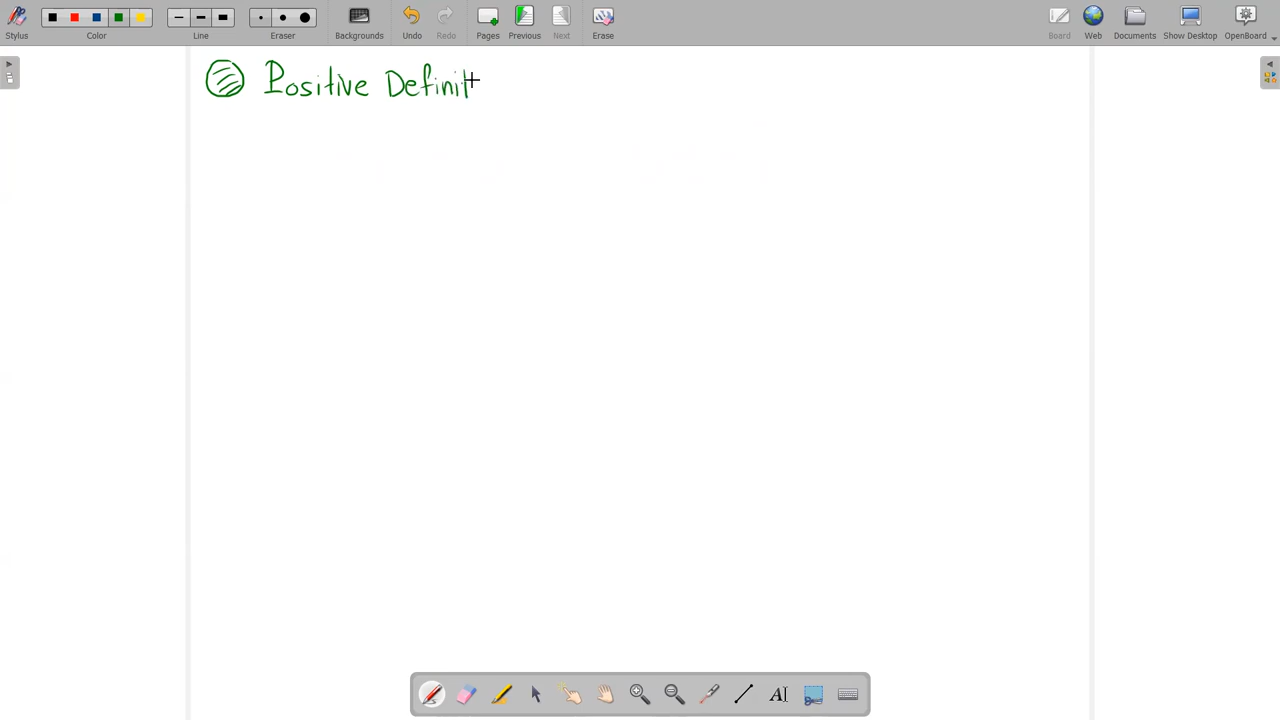 Stylus Color Line Eraser Backgrounds Undo Redo Pages Previous Next Erase Board Web Documents Show Desktop OpenBoard
Positive Definit
AI